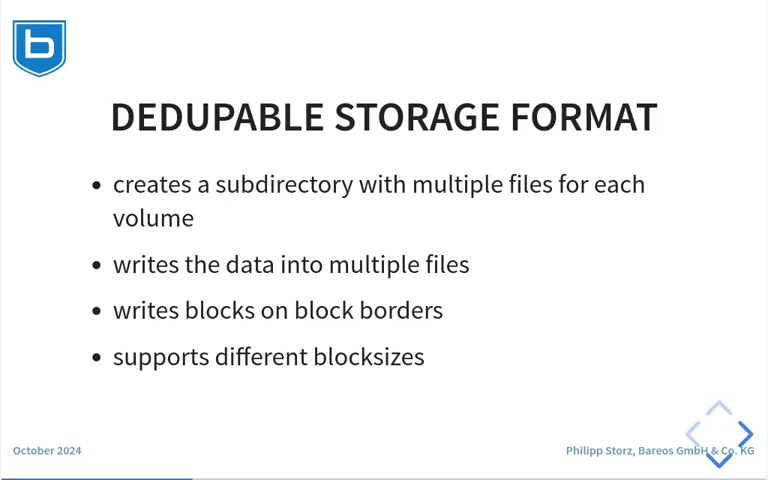 b
DEDUPABLE STORAGE FORMAT
• creates a subdirectory with multiple files for each
volume
• writes the data into multiple files
• writes blocks on block borders
• supports different blocksizes
October 2024
Philipp Storz, Bareos GmbH & Co. KG